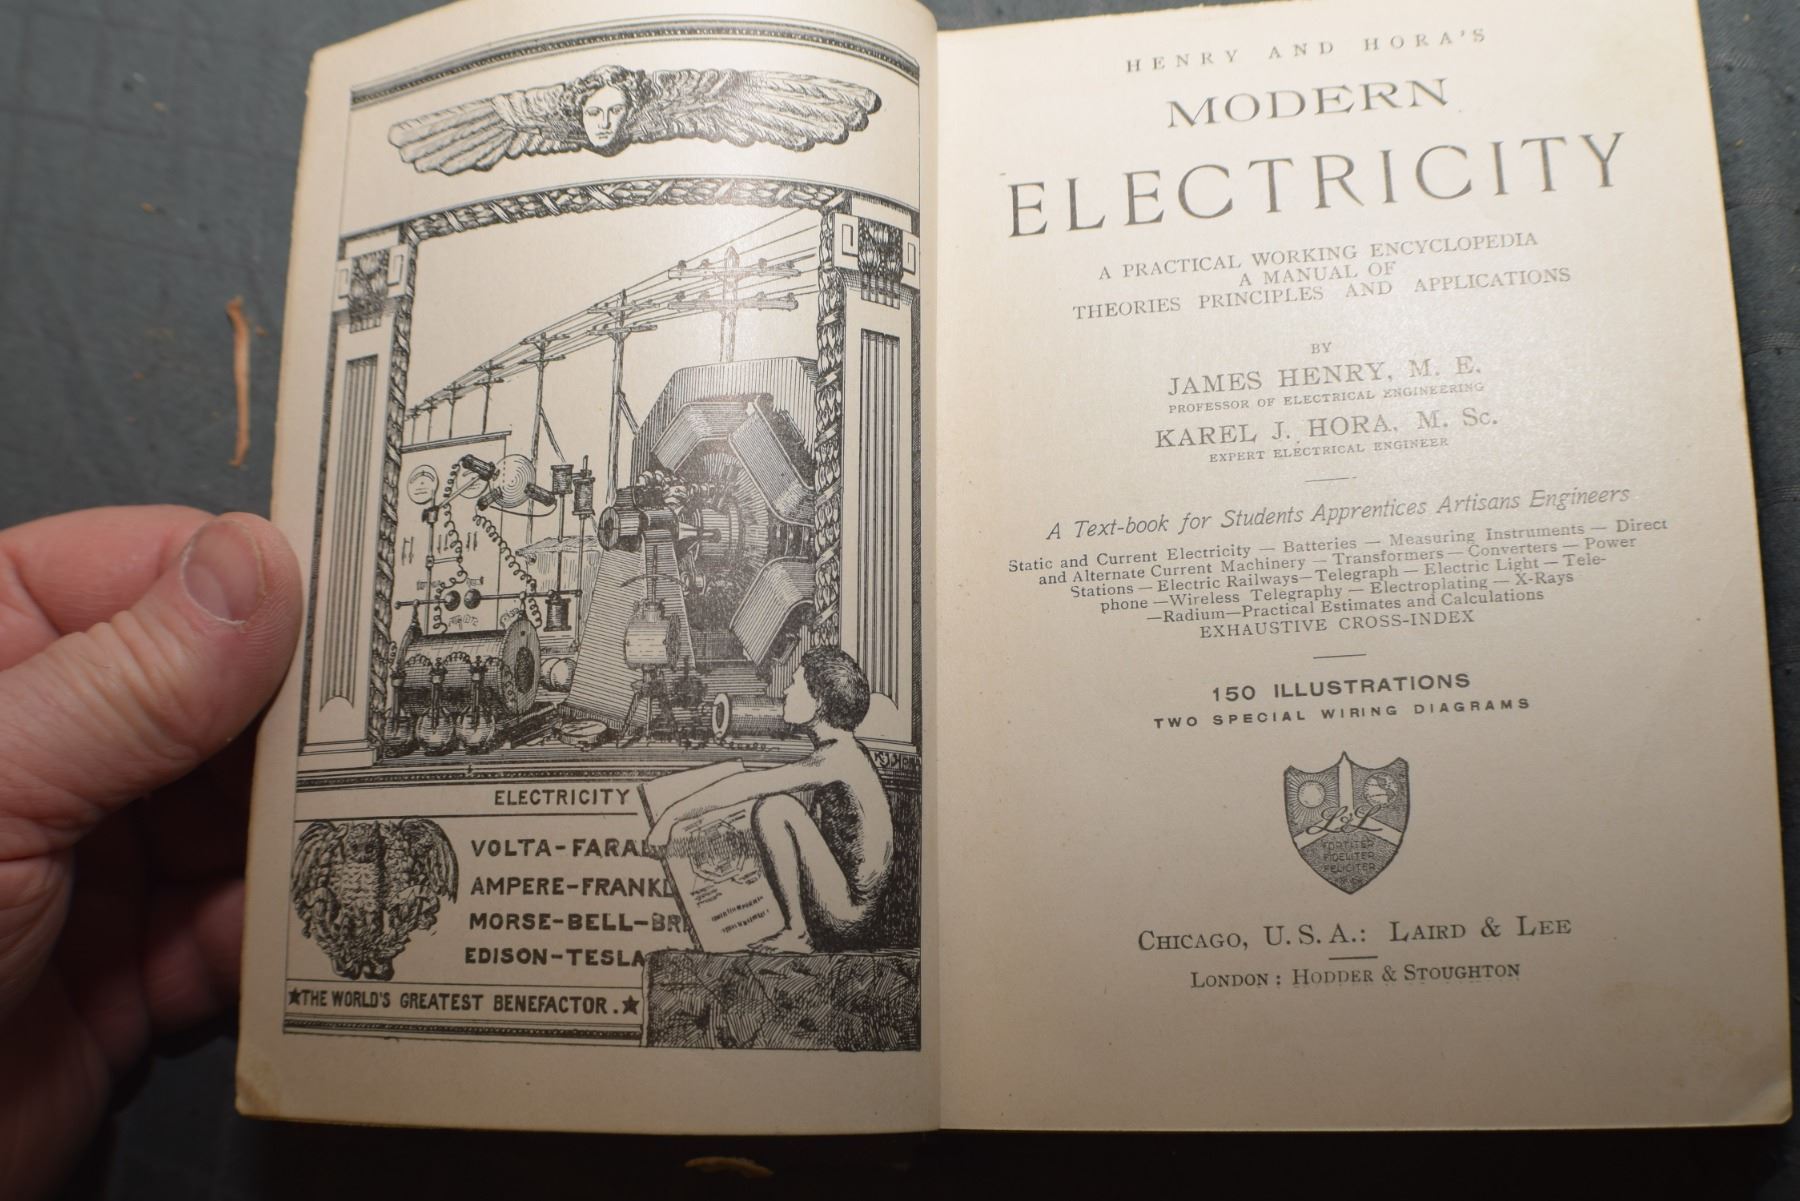 ELECTRICITY
VOLTA-FARAD
AMPERE-FRANKL
MORSE-BELL-BR
EDISON-TESLA
★THE WORLD'S GREATEST BENEFACTOR.★
HENRY AND HORA'S
MODERN
ELECTRICITY
A PRACTICAL WORKING ENCYCLOPEDIA
A MANUAL OF
THEORIES PRINCIPLES AND APPLICATIONS
BY
JAMES HENRY, M. E.
PROFESSOR OF ELECTRICAL ENGINEERING
KAREL J. HORA, M. Sc.
EXPERT ELECTRICAL ENGINEER
A Text-book for Students Apprentices Artisans Engineers
Static and Current Electricity — Batteries — Measuring Instruments — Direct
and Alternate Current Machinery — Transformers — Converters — Power
Stations — Electric Railways—Telegraph — Electric Light — Tele-
phone —Wireless Telegraphy — Electroplating — X-Rays
—Radium—Practical Estimates and Calculations
EXHAUSTIVE CROSS-INDEX
150 ILLUSTRATIONS
TWO SPECIAL WIRING DIAGRAMS
L&L
FORTITER
FIDELITER
FELICITER
CHICAGO, U. S. A.: LAIRD & LEE
LONDON: HODDER & STOUGHTON